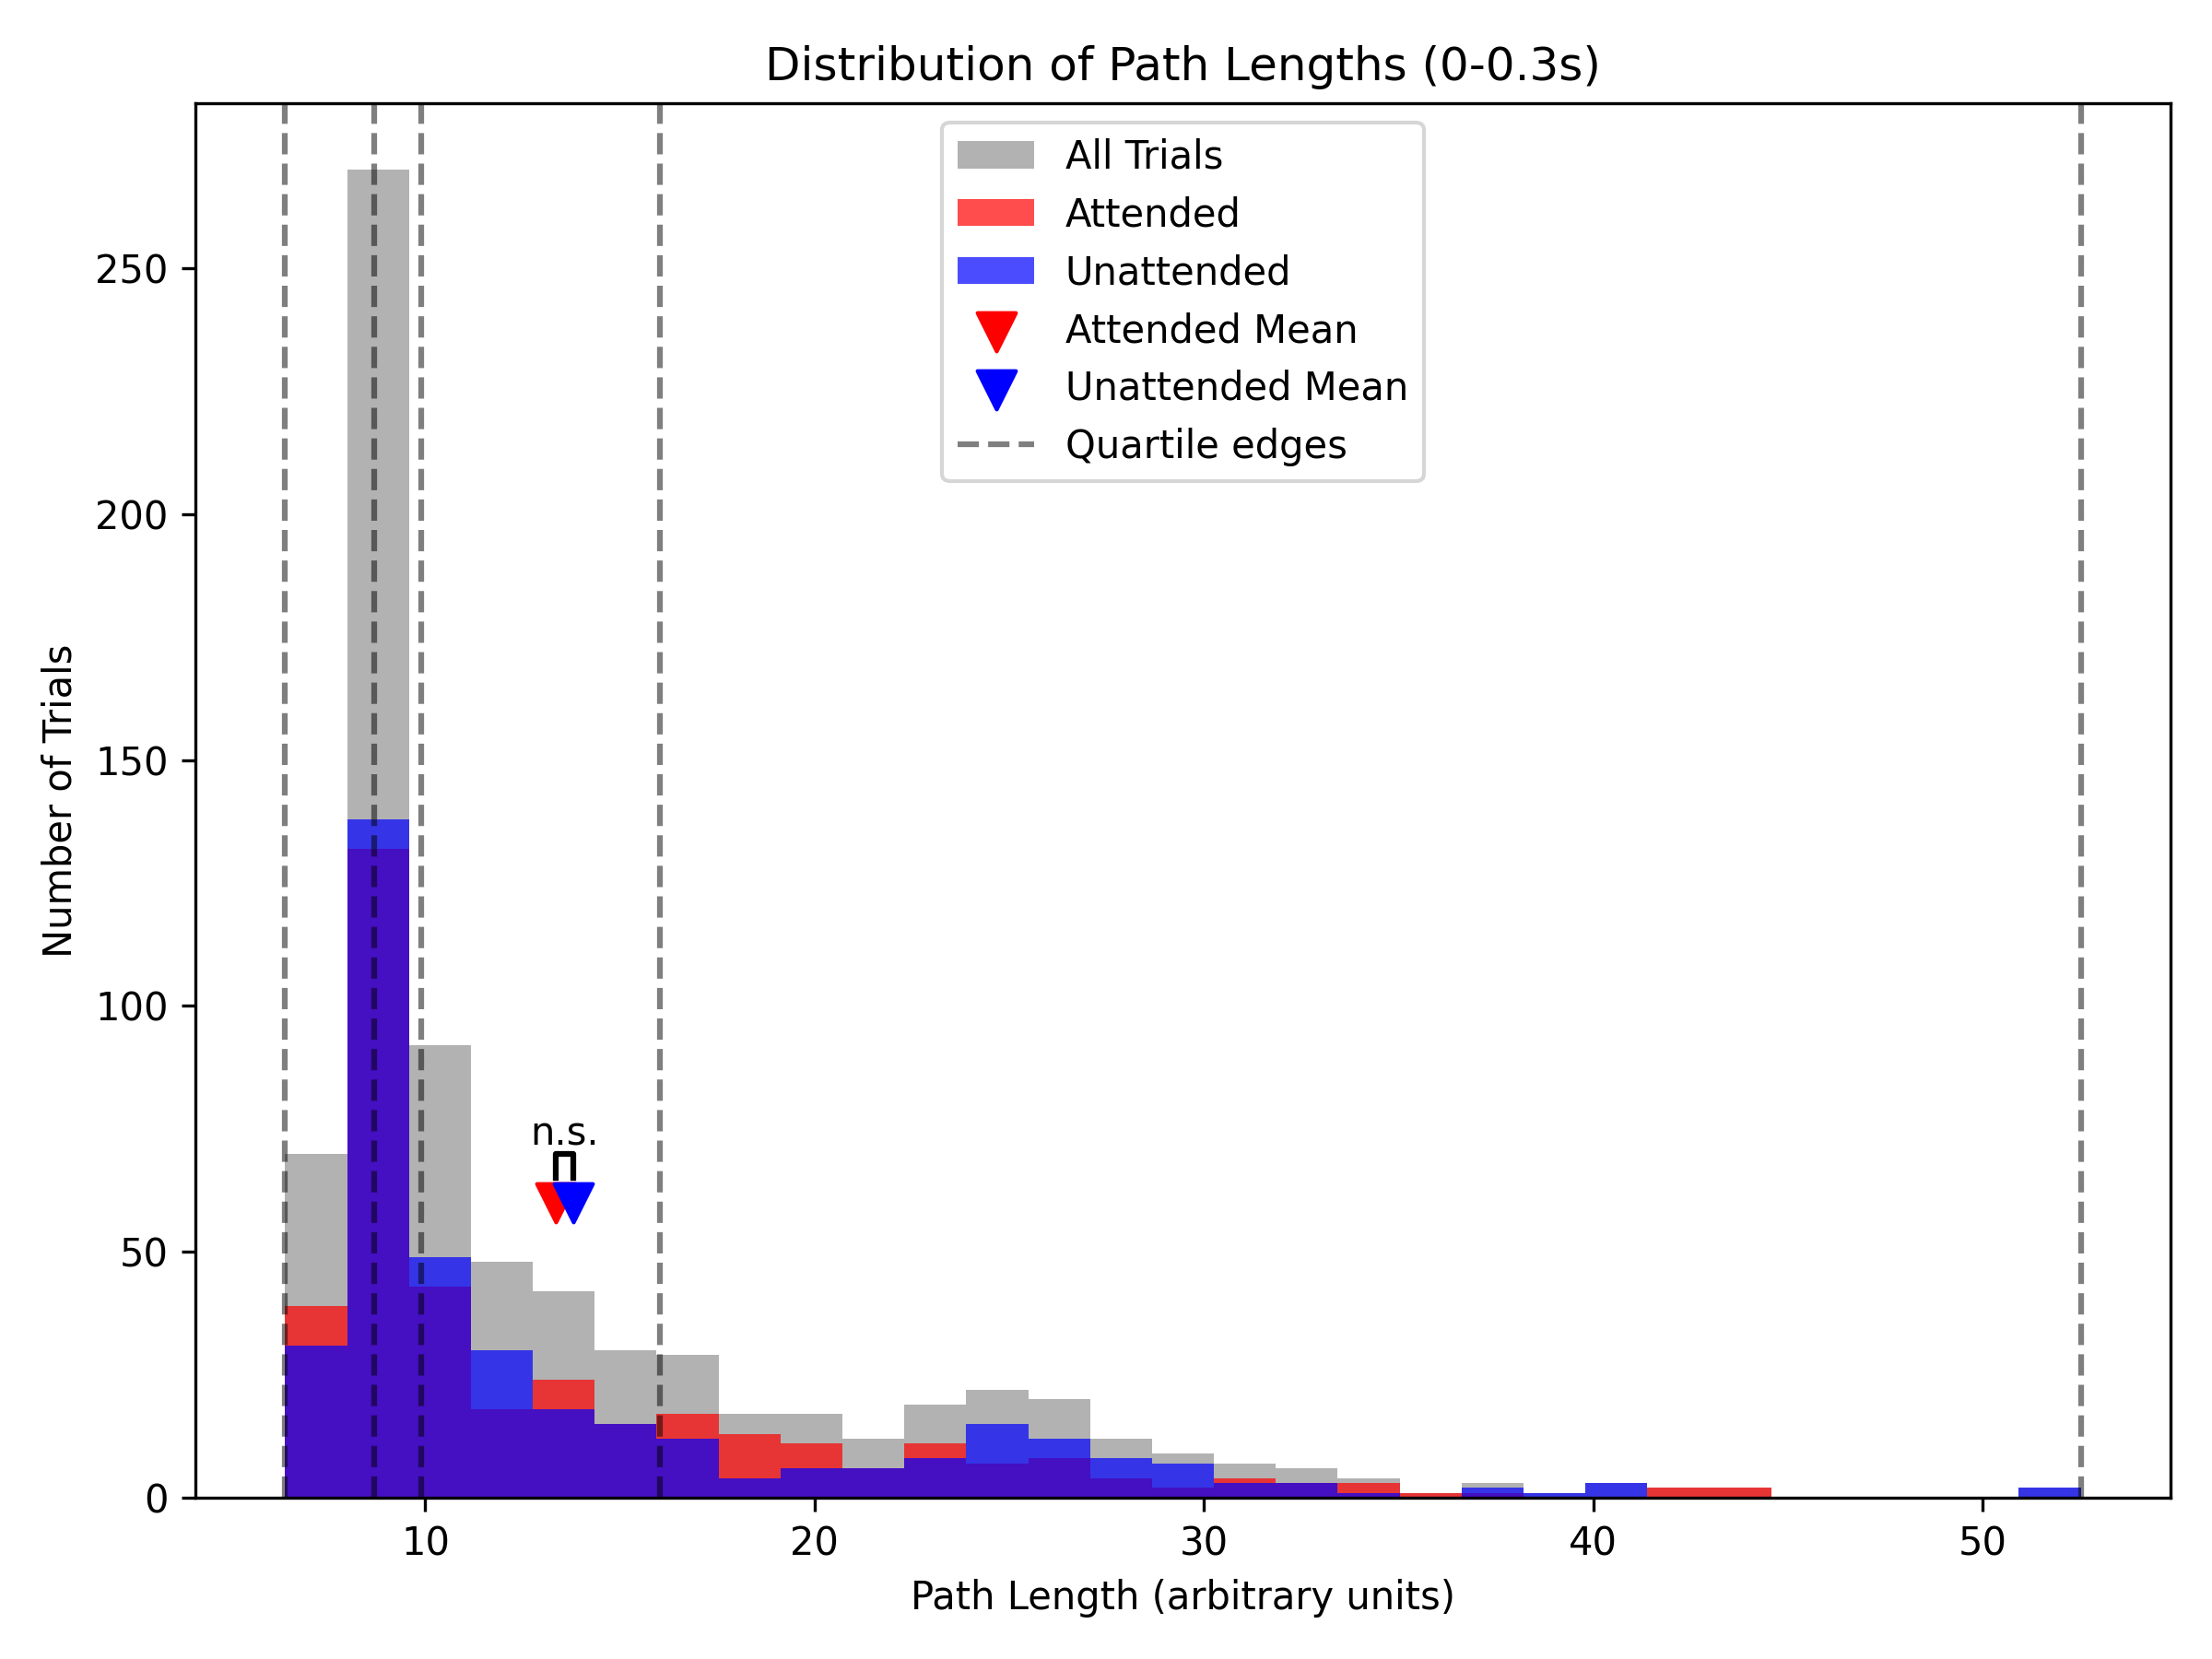 Distribution of Path Lengths (0-0.3s)
All Trials
Attended
Unattended
Attended Mean
Unattended Mean
Quartile edges
Number of Trials
250
200
150
100
50
0
n.s.
10 20 30 40 50
Path Length (arbitrary units)